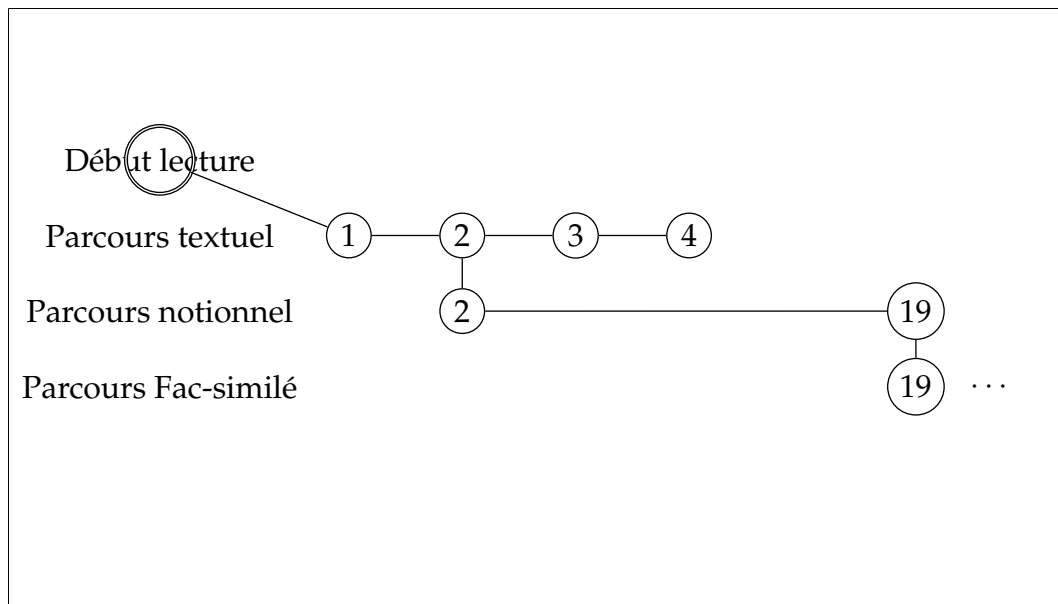 Début lecture
Parcours textuel 1 2 3 4
Parcours notionnel 2 19
Parcours Fac-similé 19 ...